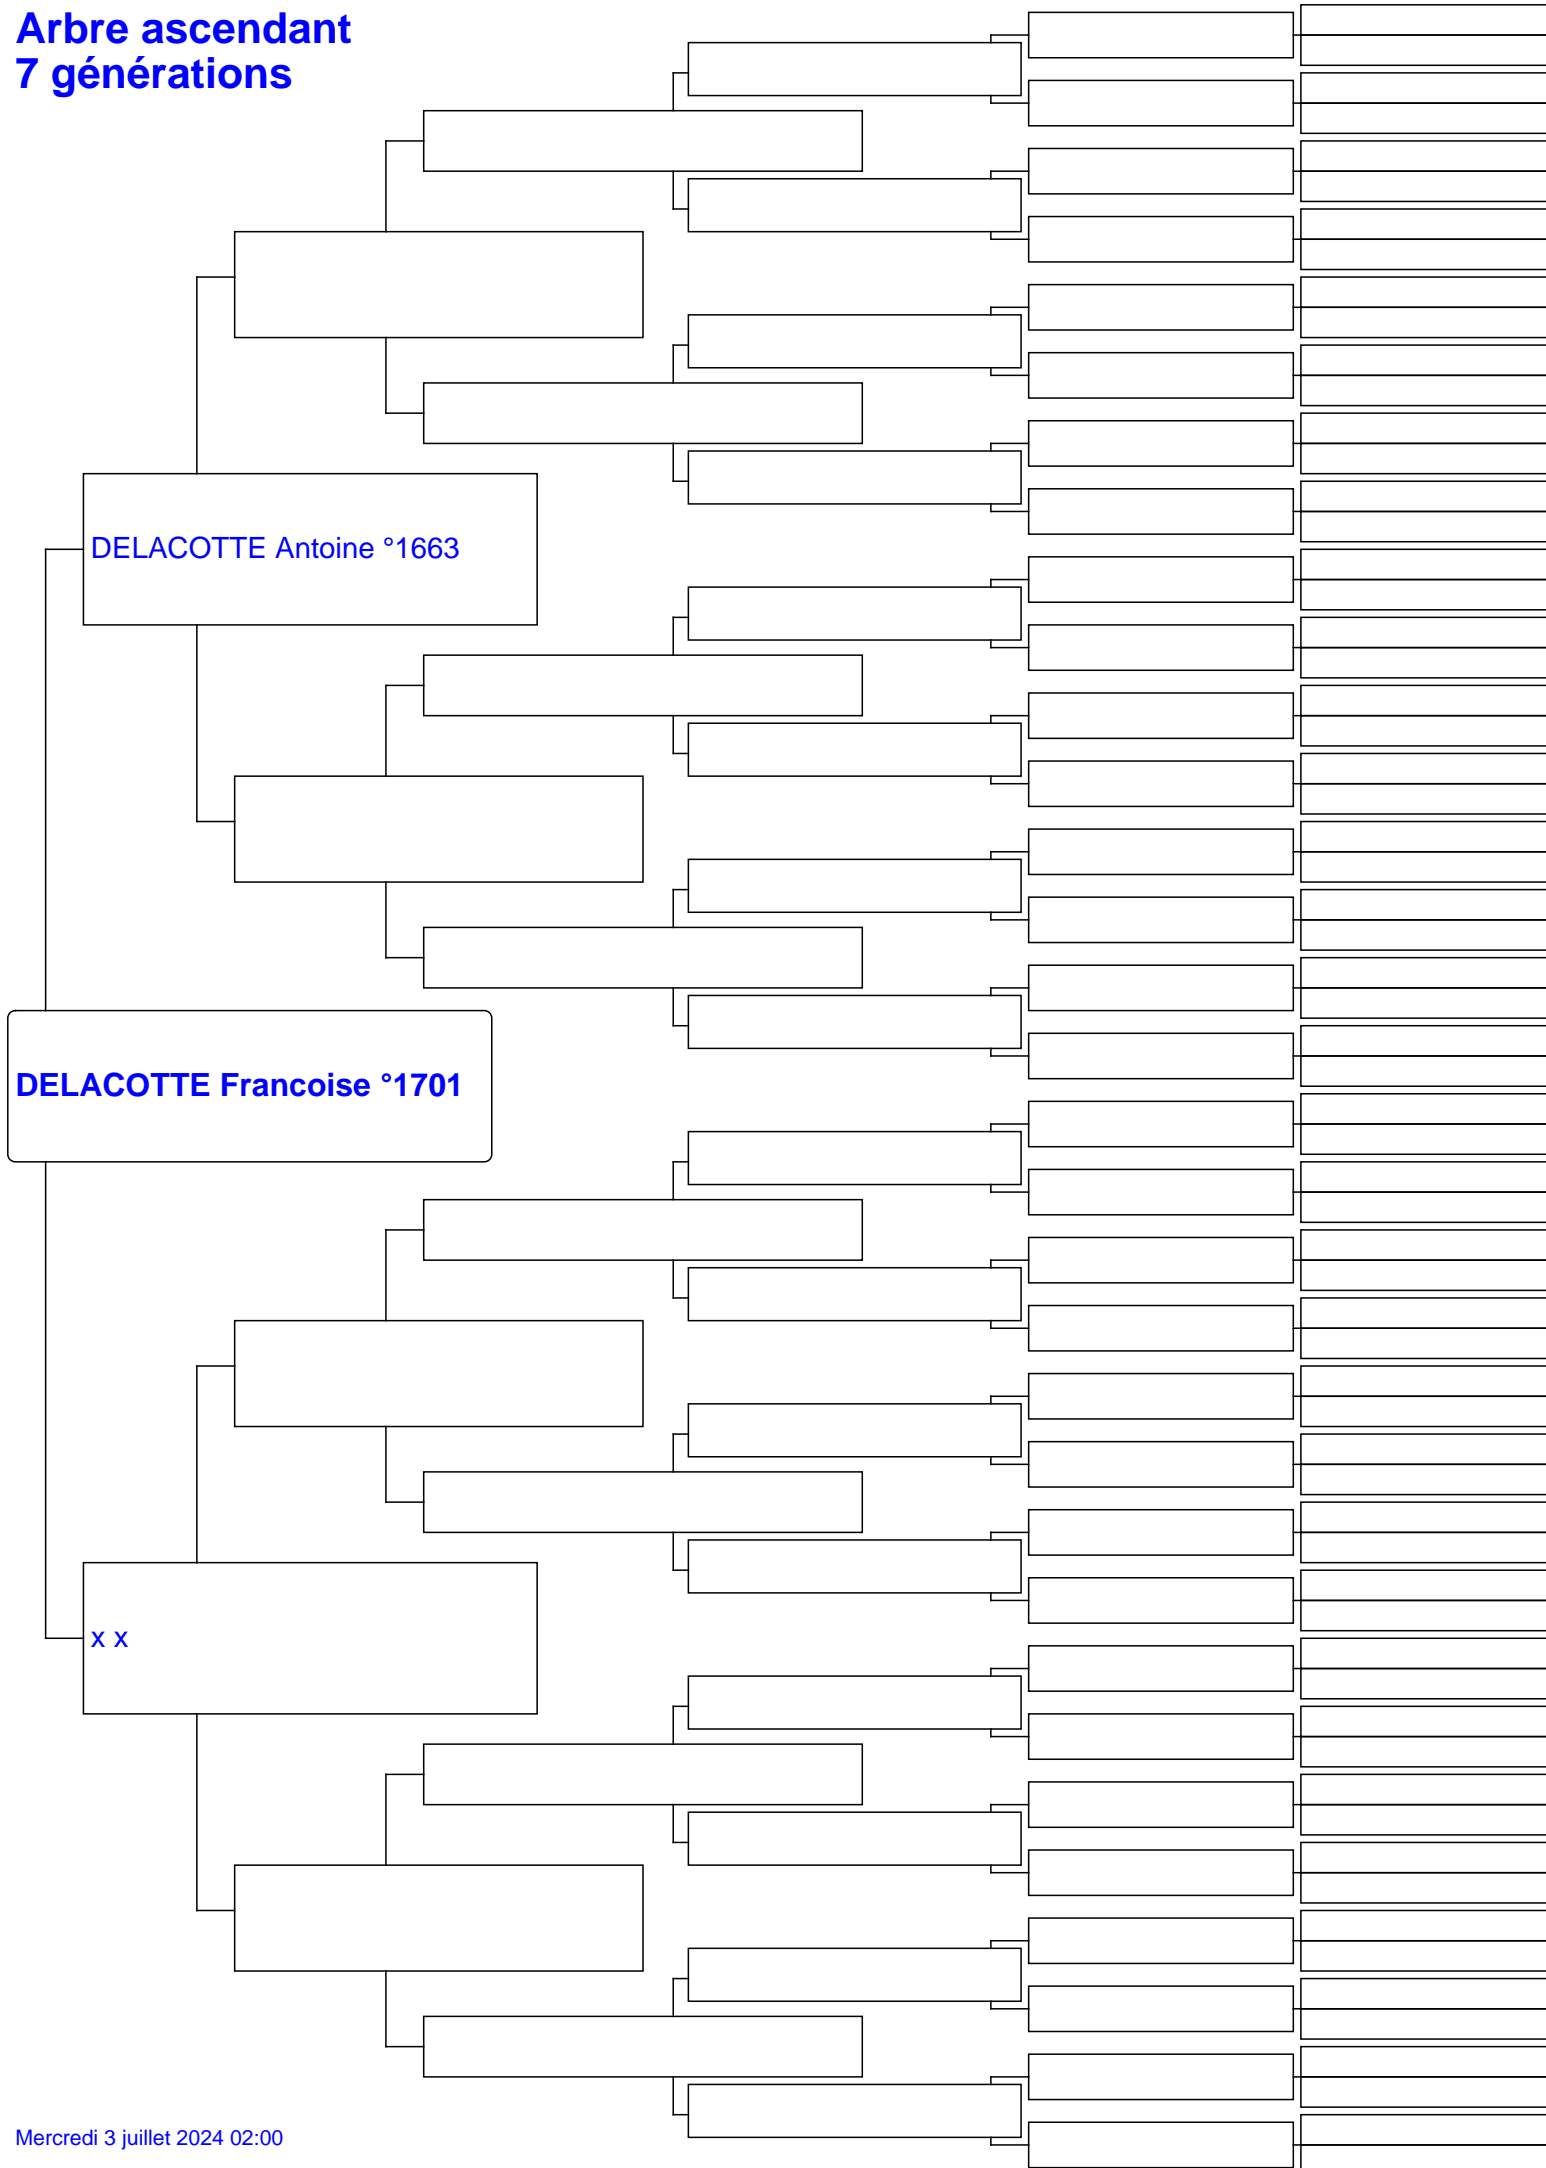 Arbre ascendant
7 générations
DELACOTTE Antoine °1663
DELACOTTE Francoise °1701
x x
Mercredi 3 juillet 2024 02:00